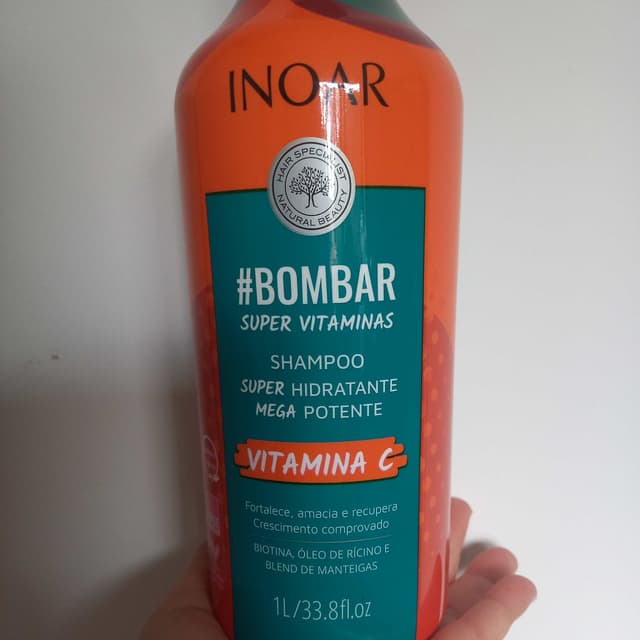 INOAR
HAIR SPECIALIST
NATURAL BEAUTY
#BOMBAR
SUPER VITAMINAS
SHAMPOO
SUPER HIDRATANTE
MEGA POTENTE
VITAMINA C
Fortalece, amacia e recupera
Crescimento comprovado
BIOTINA, ÓLEO DE RÍCINO E
BLEND DE MANTEIGAS
1L/33.8fl.oz